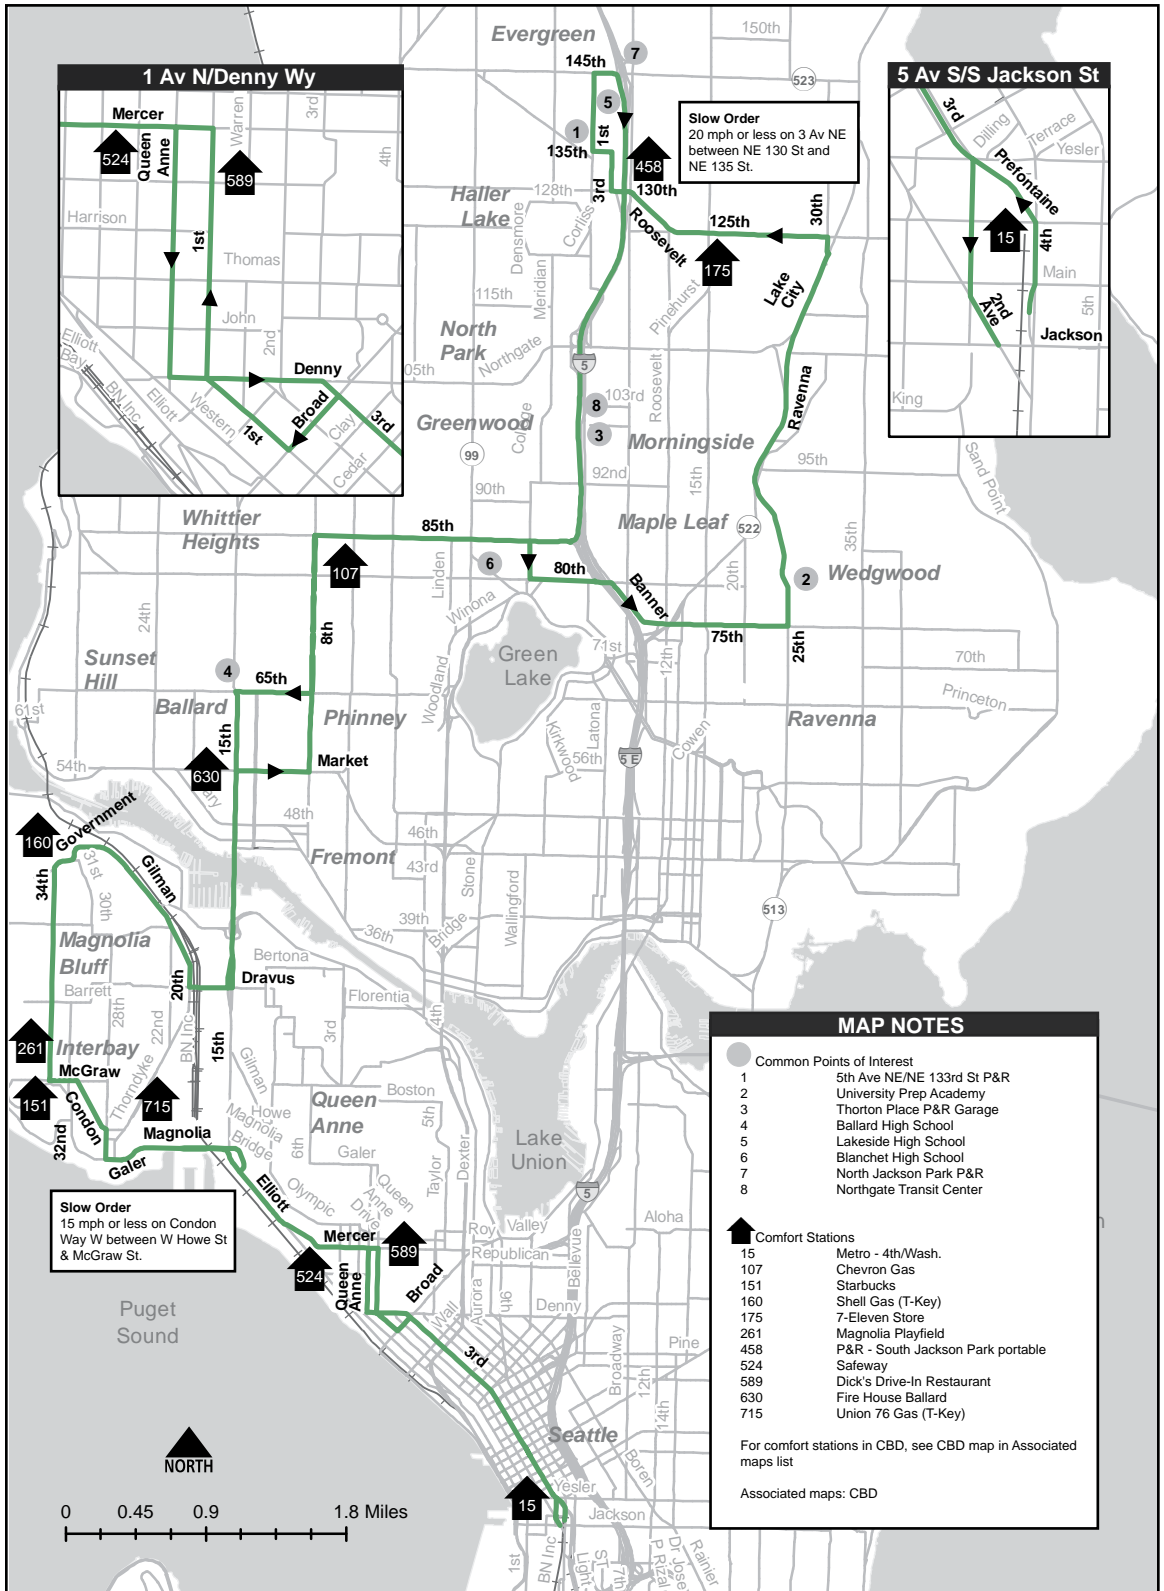 Evergreen
150th
7
145th
523
1 Av N/Denny Wy
Mercer
Warren
3rd
Queen
Anne
524
589
4th
Harrison
1st
Thomas
John
2nd
Elliott
Bay
BN Inc
Elliott
Western
Denny
Broad
1st
3rd
Clay
Cedar
5 Av S/S Jackson St
3rd
Dilling
Terrace
Yesler
Prefontaine
15
4th
Main
2nd
Ave
5th
Jackson
King
Slow Order
20 mph or less on 3 Av NE
between NE 130 St and
NE 135 St.
5
1
1st
135th
458
Haller
Lake
128th
3rd
130th
30th
Densmore
Corliss
Roosevelt
125th
175
Meridian
115th
Pinehurst
Lake
City
North
Park
Northgate
05th
5
Roosevelt
Ravenna
8
103rd
Greenwood
College
3
Morningside
99
92nd
15th
95th
Sand Point
90th
Whittier
Heights
85th
Maple Leaf
522
35th
107
Linden
6
80th
Banner
20th
2
Wedgwood
24th
8th
Winona
75th
25th
Sunset
Hill
4
65th
Green
Lake
71st
12th
70th
Princeton
61st
Ballard
Phinney
Woodland
Latona
Kirkwood
Ravenna
Cowen
15th
Market
56th
5 E
54th
630
ary
48th
46th
Government
160
31st
Gilman
Fremont
43rd
Stone
Wallingford
34th
30th
39th
36th
Bridge
513
Magnolia
Bluff
Bertona
Barrett
20th
Dravus
Florentia
28th
22nd
BN Inc
3rd
4th
261
Interbay
15th
McGraw
Gilman
Thorndyke
151
Condon
715
Boston
Howe
Queen
Anne
5th
32nd
Magnolia
Magnolia
Bridge
6th
Galer
Galer
Taylor
Dexter
Lake
Union
Slow Order
15 mph or less on Condon
Way W between W Howe St
& McGraw St.
Elliott
Olympic
Queen
Anne
Drive
5
Mercer
589
Roy
Valley
Republican
Aloha
Bellevue
524
Queen
Anne
Broad
Wall
Aurora
9th
Denny
Puget
Sound
3rd
Broadway
Pine
12th
14th
Seattle
Boren
NORTH
15
Yesler
Jackson
0 0.45 0.9 1.8 Miles
1st
BN Inc
ST
Light
7th
P Rizal
Dr Jose
Rainier
n
MAP NOTES
Common Points of Interest
1 5th Ave NE/NE 133rd St P&R
2 University Prep Academy
3 Thorton Place P&R Garage
4 Ballard High School
5 Lakeside High School
6 Blanchet High School
7 North Jackson Park P&R
8 Northgate Transit Center
Comfort Stations
15 Metro - 4th/Wash.
107 Chevron Gas
151 Starbucks
160 Shell Gas (T-Key)
175 7-Eleven Store
261 Magnolia Playfield
458 P&R - South Jackson Park portable
524 Safeway
589 Dick's Drive-In Restaurant
630 Fire House Ballard
715 Union 76 Gas (T-Key)
For comfort stations in CBD, see CBD map in Associated
maps list
Associated maps: CBD